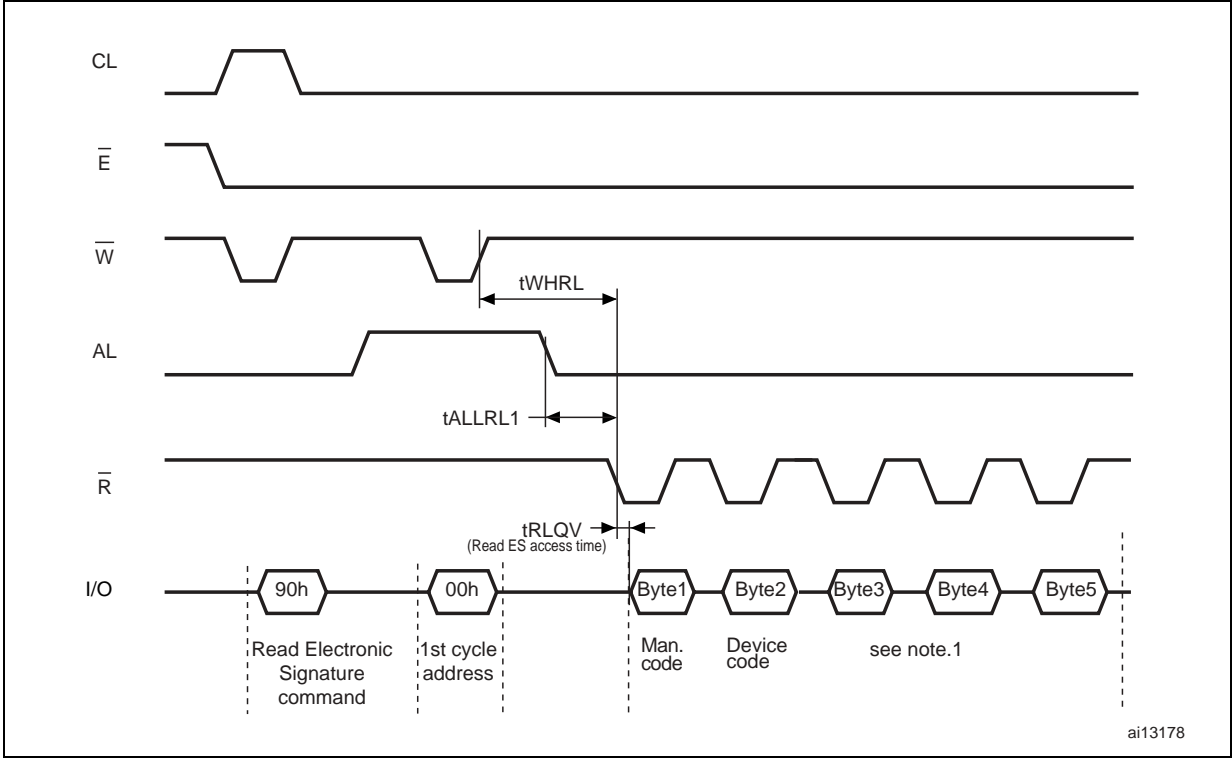 CL
E
W
tWHRL
AL
tALLRL1
R
tRLQV
(Read ES access time)
I/O
90h
00h
Byte1
Byte2
Byte3
Byte4
Byte5
Read Electronic
Signature
command
1st cycle
address
Man.
code
Device
code
see note.1
ai13178